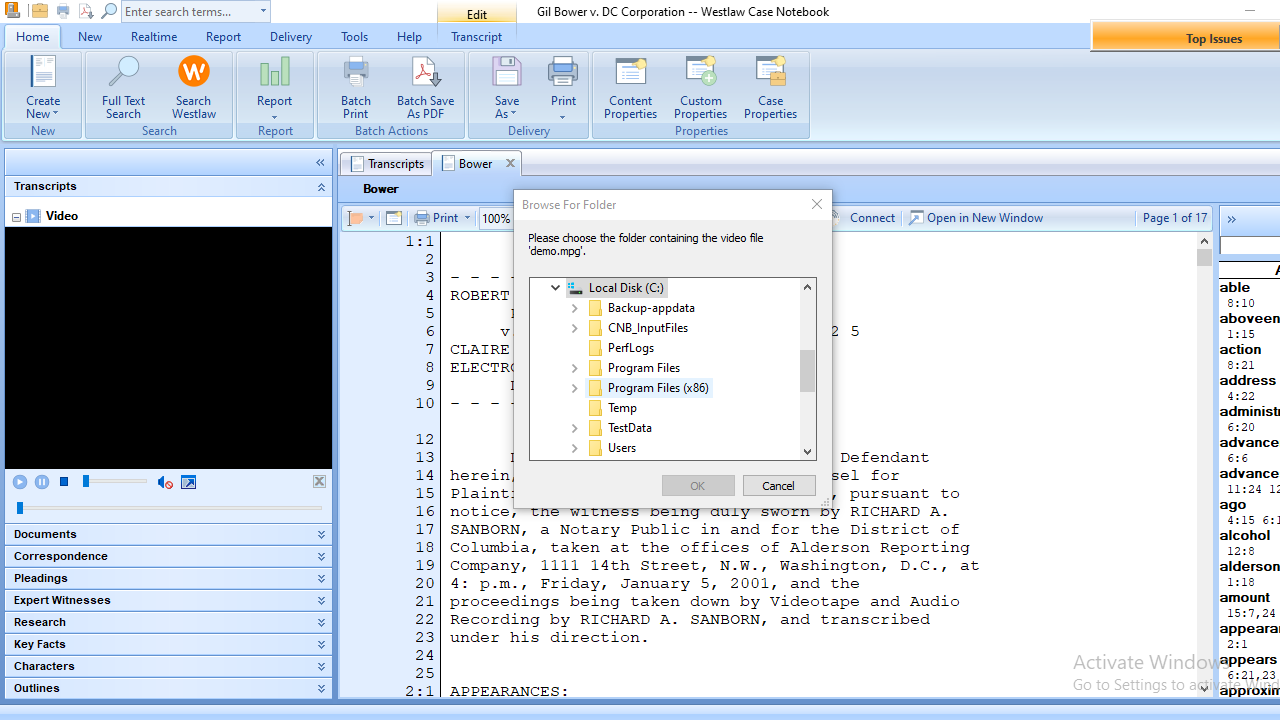 Enter search terms...
Edit
Gil Bower v. DC Corporation -- Westlaw Case Notebook
Home New Realtime Report Delivery Tools Help Transcript
Top Issues
Create New
Full Text Search
Search Westlaw
Report
Batch Print
Batch Save As PDF
Save As
Print
Content Properties
Custom Properties
Case Properties
New Search Report Batch Actions Delivery Properties
Transcripts
Video
Documents
Correspondence
Pleadings
Expert Witnesses
Research
Key Facts
Characters
Outlines
Transcripts Bower
Bower
Print 100% Connect Open in New Window Page 1 of 17
Browse For Folder
Please choose the folder containing the video file
'demo.mpg'.
Local Disk (C:)
Backup-appdata
CNB_InputFiles
PerfLogs
Program Files
Program Files (x86)
Temp
TestData
Users
OK Cancel
1:1
2
3 - - - -
4 ROBERT
5
6 v 2 5
7 CLAIRE
8 ELECTRO
9
10 - - - -
12
13 Defendant
14 herein, sel for
15 Plainti , pursuant to
16 notice, the witness being duly sworn by RICHARD A.
17 SANBORN, a Notary Public in and for the District of
18 Columbia, taken at the offices of Alderson Reporting
19 Company, 1111 14th Street, N.W., Washington, D.C., at
20 4: p.m., Friday, January 5, 2001, and the
21 proceedings being taken down by Videotape and Audio
22 Recording by RICHARD A. SANBORN, and transcribed
23 under his direction.
24
25
2:1 APPEARANCES:
able
8:10
aboveen
1:15
action
8:21
address
4:22
administ
6:20
advance
6:6
advance
11:24 12
ago
4:15 6:1
alcohol
12:8
alderson
1:18
amount
15:7,24
appeara
2:1
appears
6:21,23
approxim
Activate Windows
Go to Settings to activate Wind